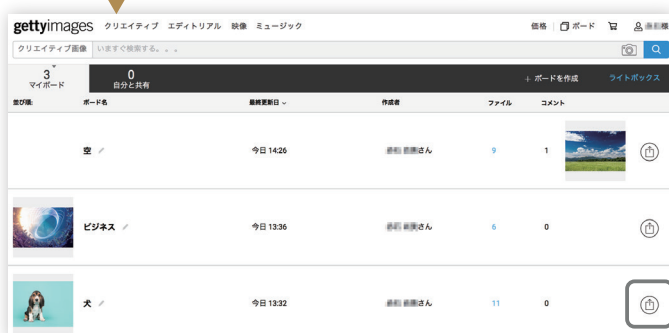 gettyimages クリエイティブ エディトリアル 映像 ミュージック 価格 ボード 様
クリエイティブ画像 いますぐ検索する。。。
3 マイボード 0 自分と共有 + ボードを作成 ライトボックス
並び順: ボード名 最終更新日 作成者 ファイル コメント
空 今日 14:26 さん 9 1
ビジネス 今日 13:36 さん 6 0
犬 今日 13:32 さん 11 0